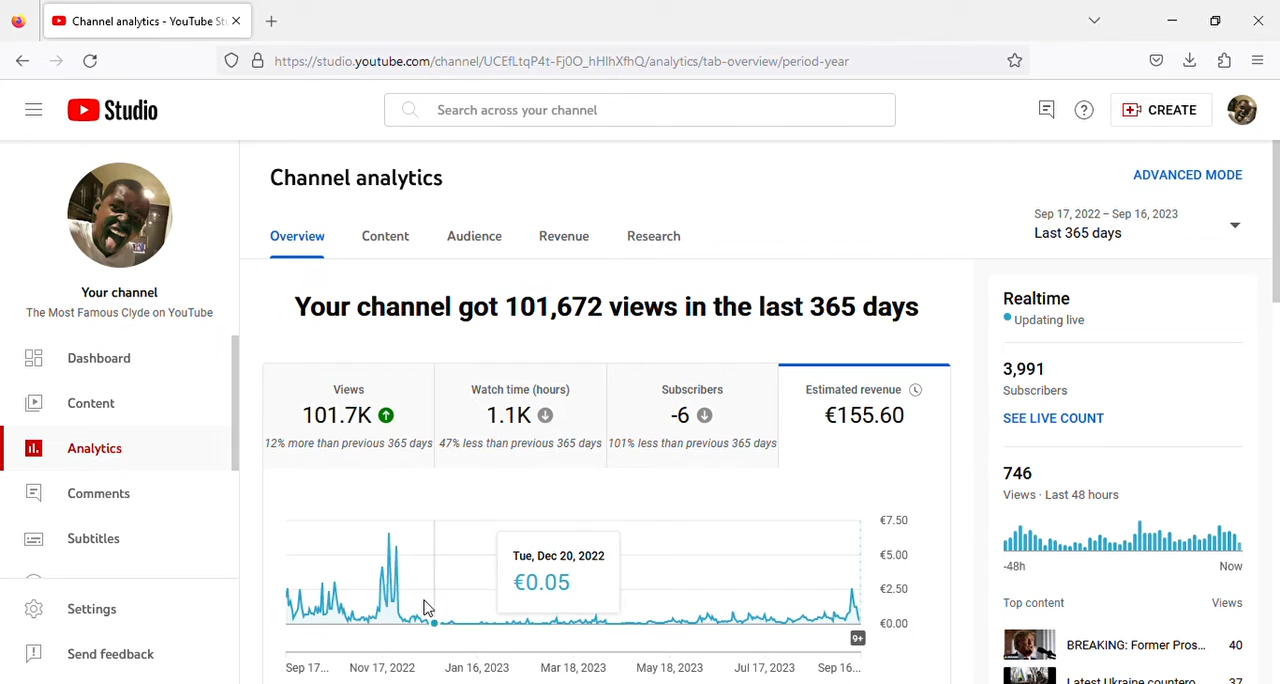 Channel analytics - YouTube St
https://studio.youtube.com/channel/UCEfLtqP4t-Fj0O_hHIhXfhQ/analytics/tab-overview/period-year
Studio
Search across your channel
CREATE
Your channel
The Most Famous Clyde on YouTube
Dashboard
Content
Analytics
Comments
Subtitles
Settings
Send feedback
Channel analytics
ADVANCED MODE
Sep 17, 2022 – Sep 16, 2023
Last 365 days
Overview Content Audience Revenue Research
Your channel got 101,672 views in the last 365 days
Views
101.7K
12% more than previous 365 days
Watch time (hours)
1.1K
47% less than previous 365 days
Subscribers
-6
101% less than previous 365 days
Estimated revenue
€155.60
€7.50
€5.00
€2.50
€0.00
Tue, Dec 20, 2022
€0.05
9+
Sep 17... Nov 17, 2022 Jan 16, 2023 Mar 18, 2023 May 18, 2023 Jul 17, 2023 Sep 16...
Realtime
Updating live
3,991
Subscribers
SEE LIVE COUNT
746
Views · Last 48 hours
-48h Now
Top content Views
BREAKING: Former Pros... 40
Latest Ukraine countero... 37